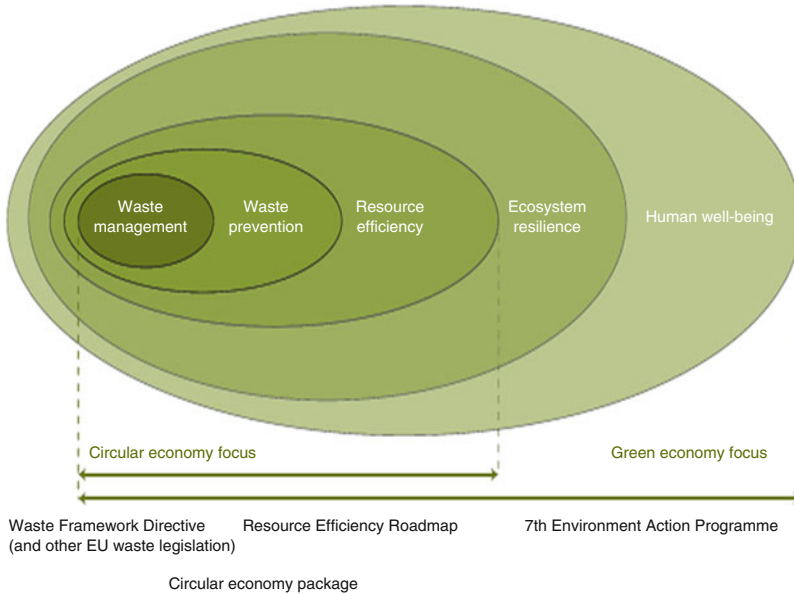 Waste
management
Waste
prevention
Resource
efficiency
Ecosystem
resilience
Human well-being
Circular economy focus
Green economy focus
Waste Framework Directive
(and other EU waste legislation)
Resource Efficiency Roadmap
7th Environment Action Programme
Circular economy package